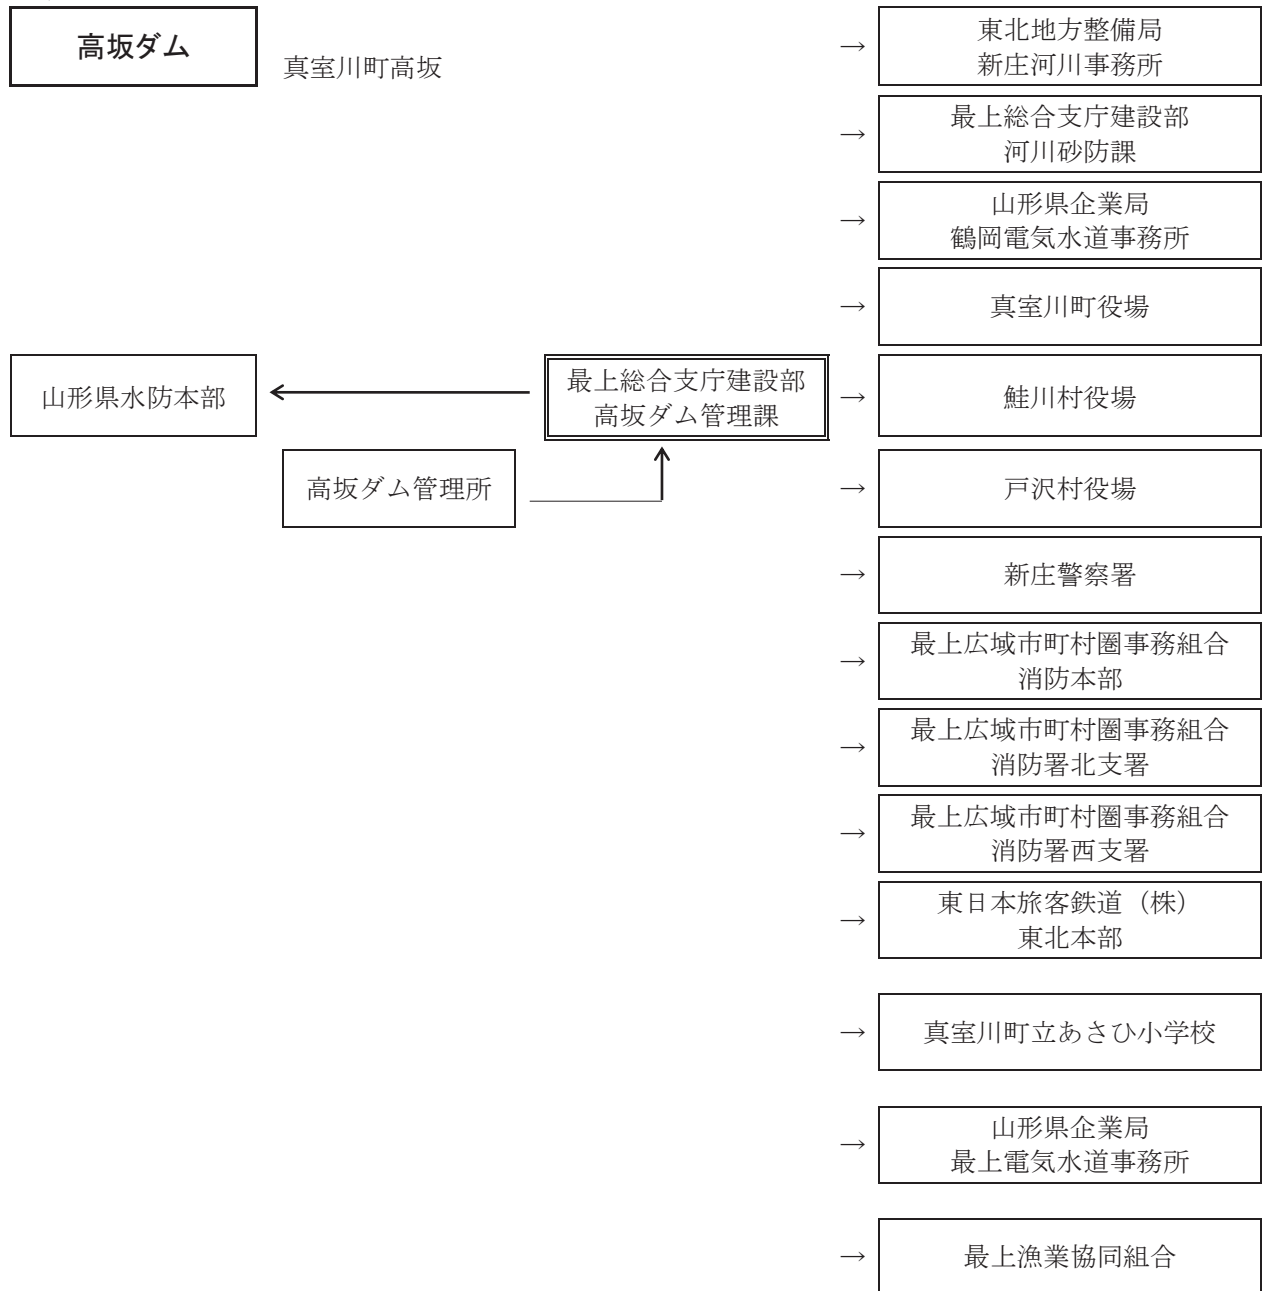 高坂ダム
真室川町高坂
→
東北地方整備局
新庄河川事務所
→
最上総合支庁建設部
河川砂防課
→
山形県企業局
鶴岡電気水道事務所
→
真室川町役場
山形県水防本部
最上総合支庁建設部
高坂ダム管理課
→
鮭川村役場
高坂ダム管理所
→
戸沢村役場
→
新庄警察署
→
最上広域市町村圏事務組合
消防本部
→
最上広域市町村圏事務組合
消防署北支署
→
最上広域市町村圏事務組合
消防署西支署
→
東日本旅客鉄道（株）
東北本部
→
真室川町立あさひ小学校
→
山形県企業局
最上電気水道事務所
→
最上漁業協同組合